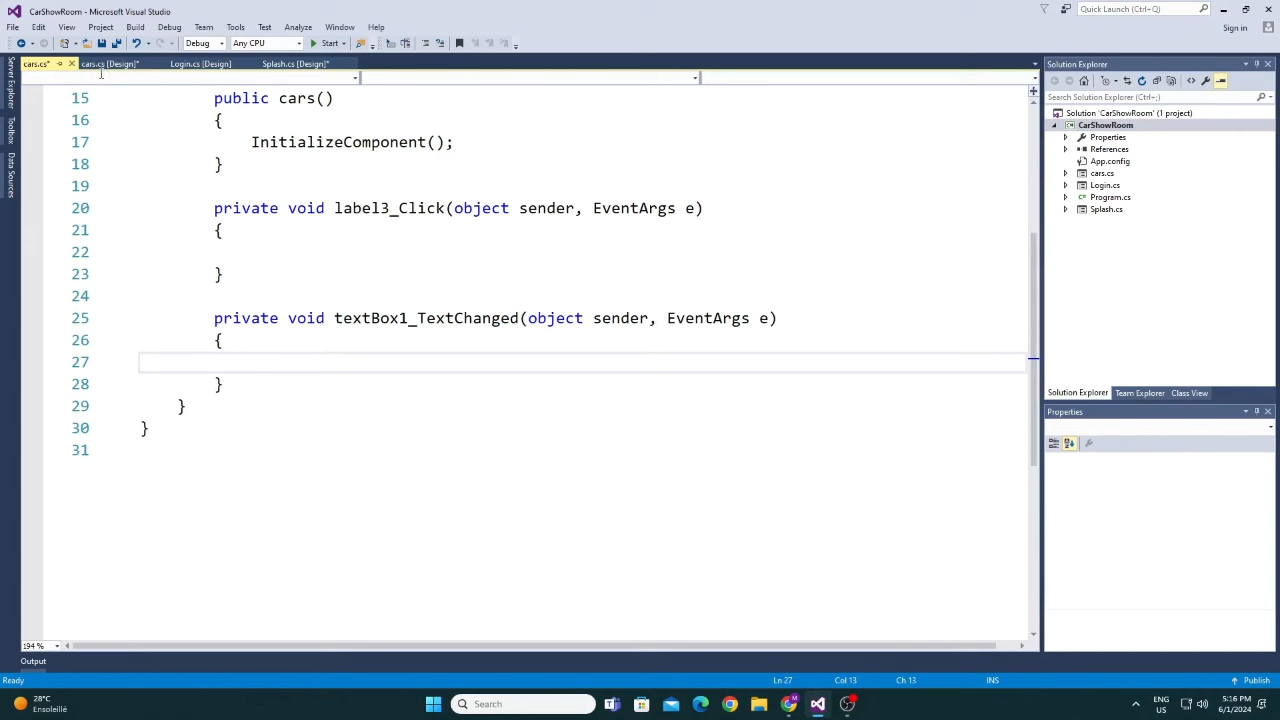 CarShowRoom - Microsoft Visual Studio
Quick Launch (Ctrl+Q)
File Edit View Project Build Debug Team Tools Test Analyze Window Help
Sign in
Debug Any CPU Start
cars.cs* cars.cs [Design]* Login.cs [Design] Splash.cs [Design]*
Server Explorer
Toolbox
Data Sources
15 public cars()
16 {
17 InitializeComponent();
18 }
19
20 private void label3_Click(object sender, EventArgs e)
21 {
22
23 }
24
25 private void textBox1_TextChanged(object sender, EventArgs e)
26 {
27
28 }
29 }
30 }
31
194 %
Output
Solution Explorer
Search Solution Explorer (Ctrl+;)
Solution 'CarShowRoom' (1 project)
CarShowRoom
Properties
References
App.config
cars.cs
Login.cs
Program.cs
Splash.cs
Solution Explorer Team Explorer Class View
Properties
Ready Ln 27 Col 13 Ch 13 INS Publish
28°C
Ensoleillé
Search
ENG
US
5:16 PM
6/1/2024